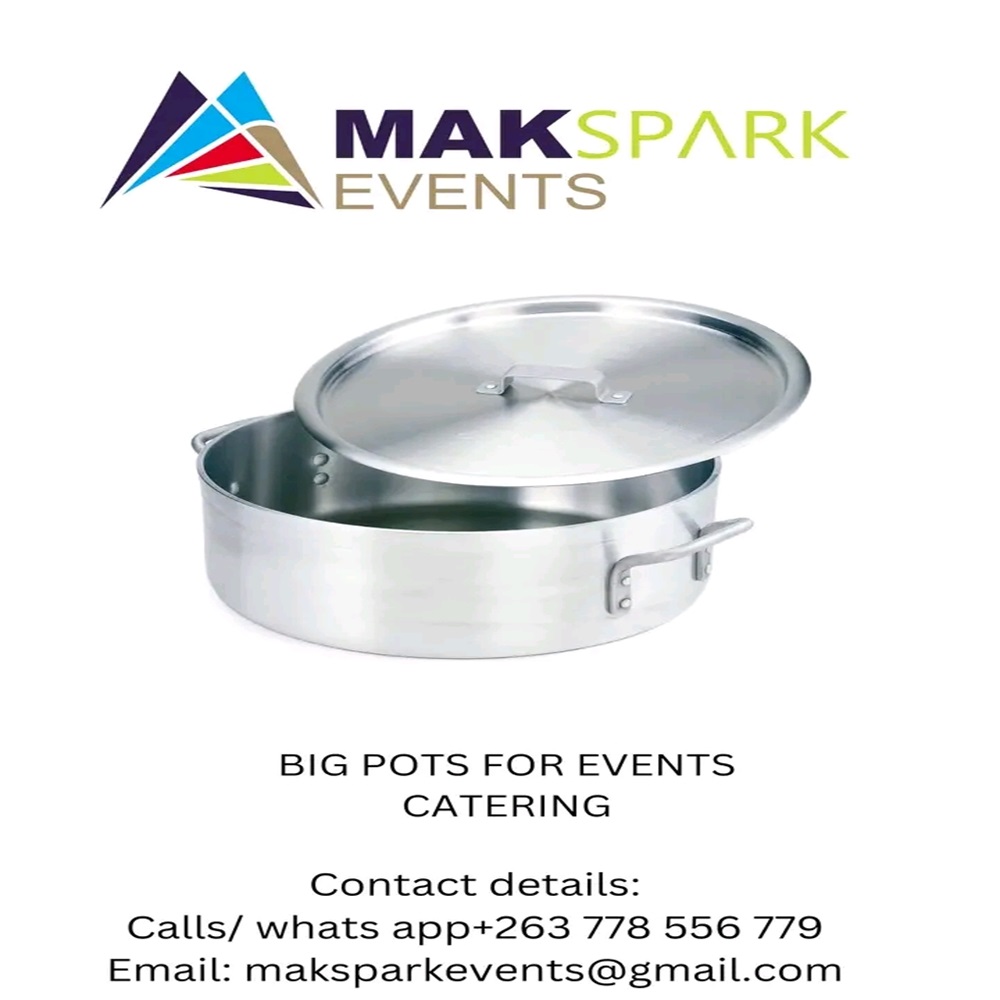 MAKSPARK
EVENTS
BIG POTS FOR EVENTS
CATERING
Contact details:
Calls/ whats app+263 778 556 779
Email: maksparkevents@gmail.com